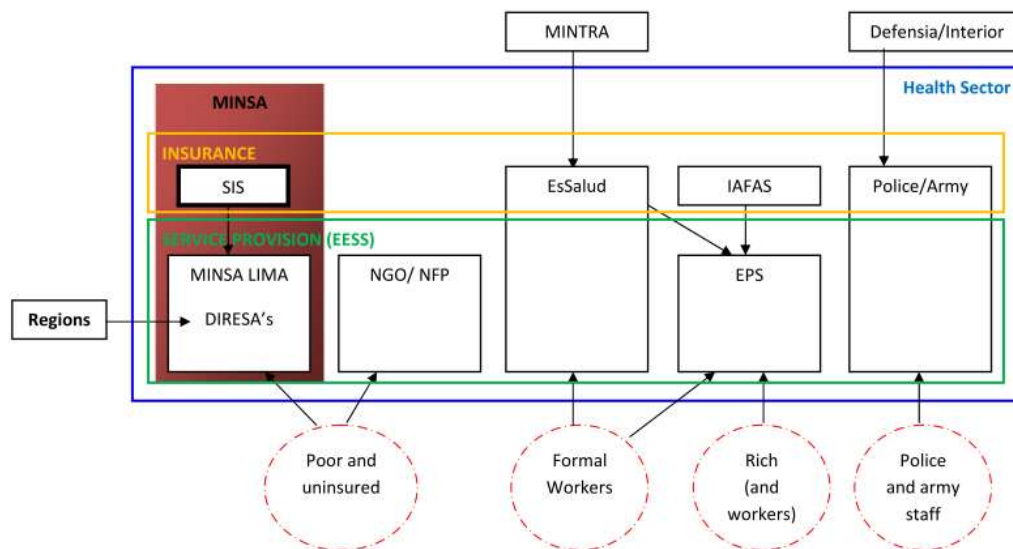 MINTRA
Defensia/Interior
Health Sector
MINSA
INSURANCE
SIS
EsSalud
IAFAS
Police/Army
SERVICE PROVISION (EESS)
MINSA LIMA
NGO/ NFP
EPS
Regions
DIRESA's
Poor and
uninsured
Formal
Workers
Rich
(and
workers)
Police
and army
staff